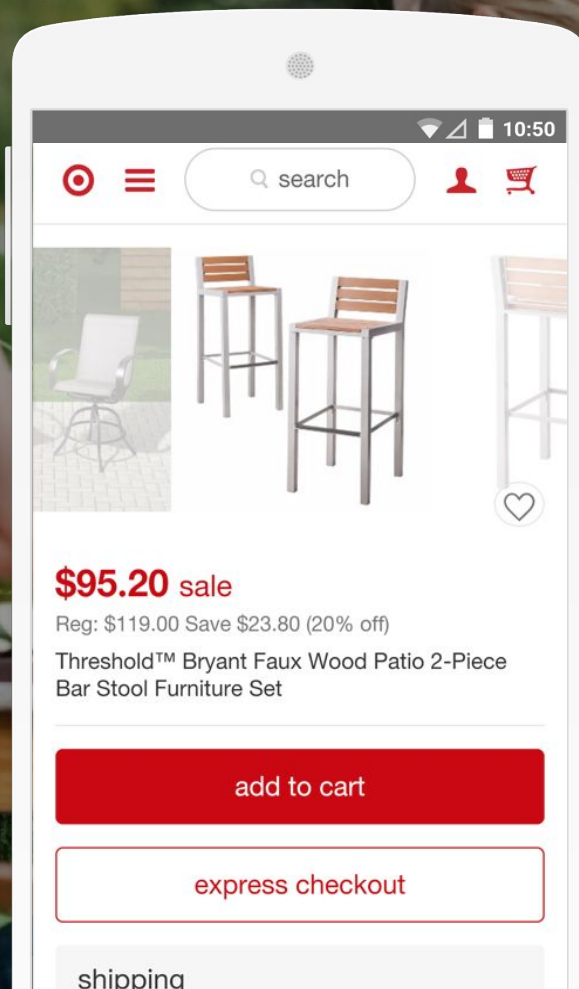 10:50
search
$95.20 sale
Reg: $119.00 Save $23.80 (20% off)
Threshold™ Bryant Faux Wood Patio 2-Piece
Bar Stool Furniture Set
add to cart
express checkout
shipping